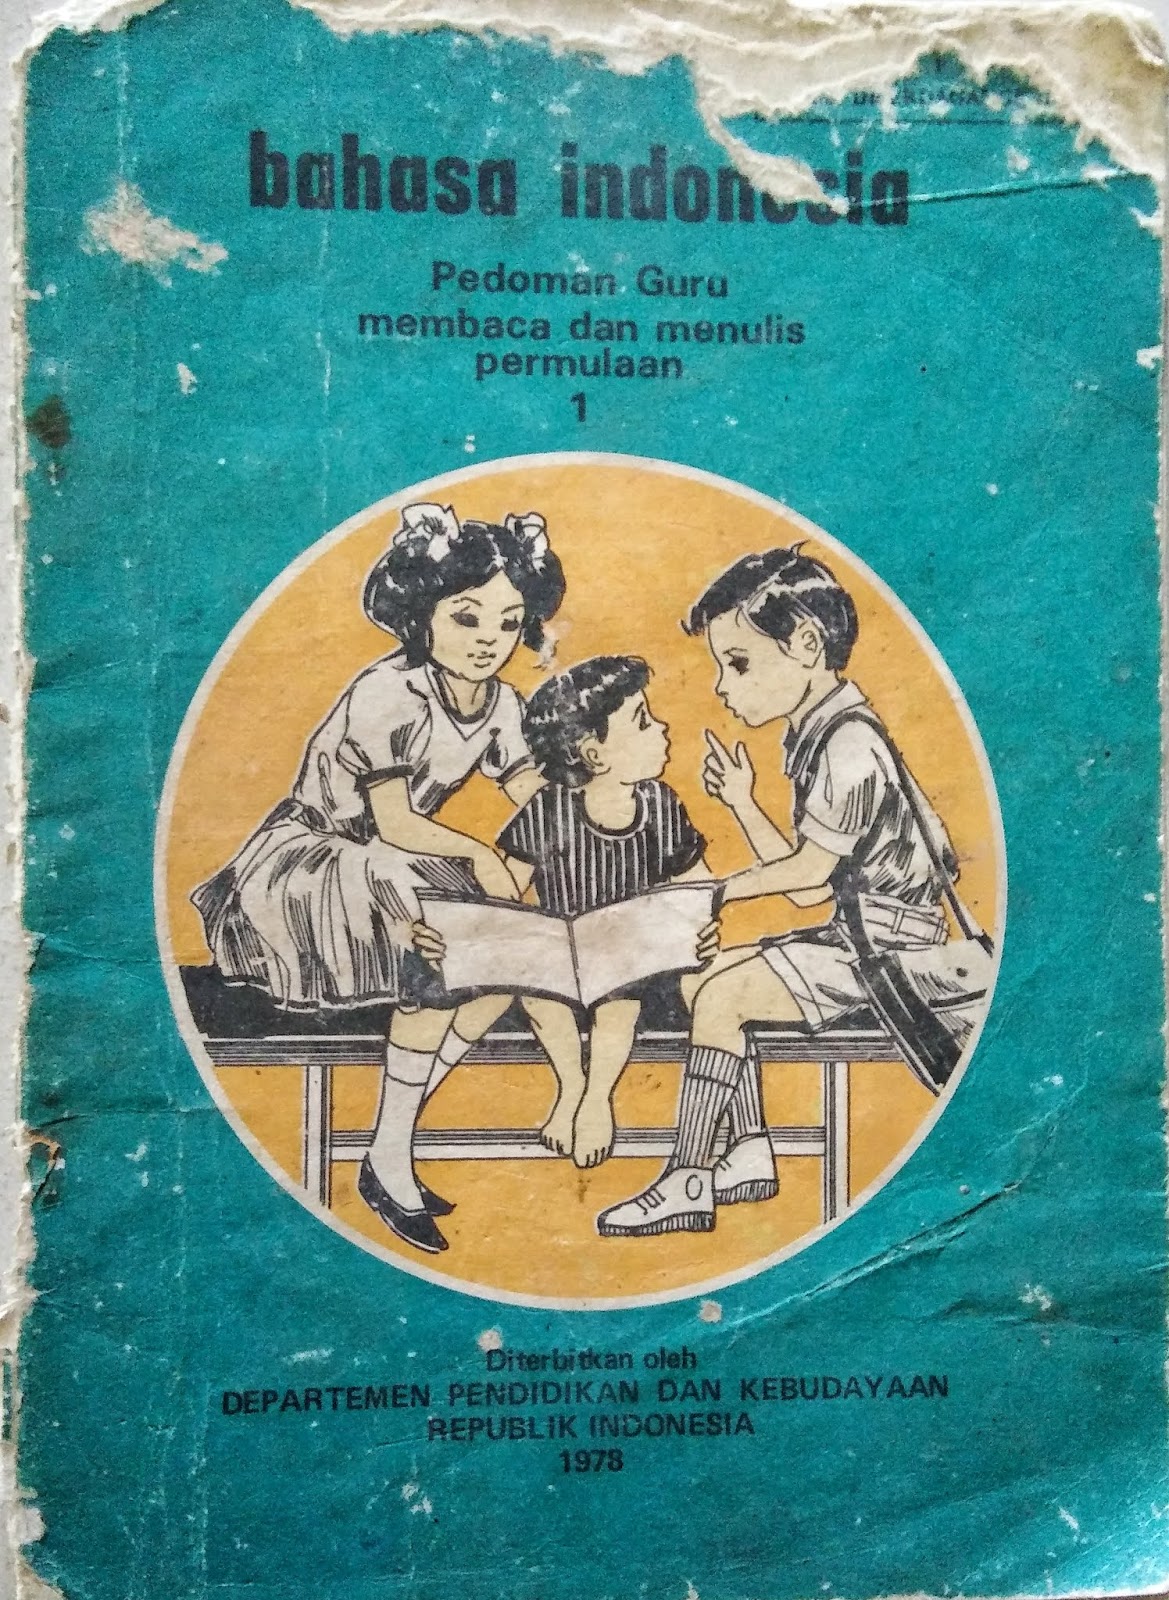 bahasa indonesia
Pedoman Guru
membaca dan menulis
permulaan
1
Diterbitkan oleh
DEPARTEMEN PENDIDIKAN DAN KEBUDAYAAN
REPUBLIK INDONESIA
1978